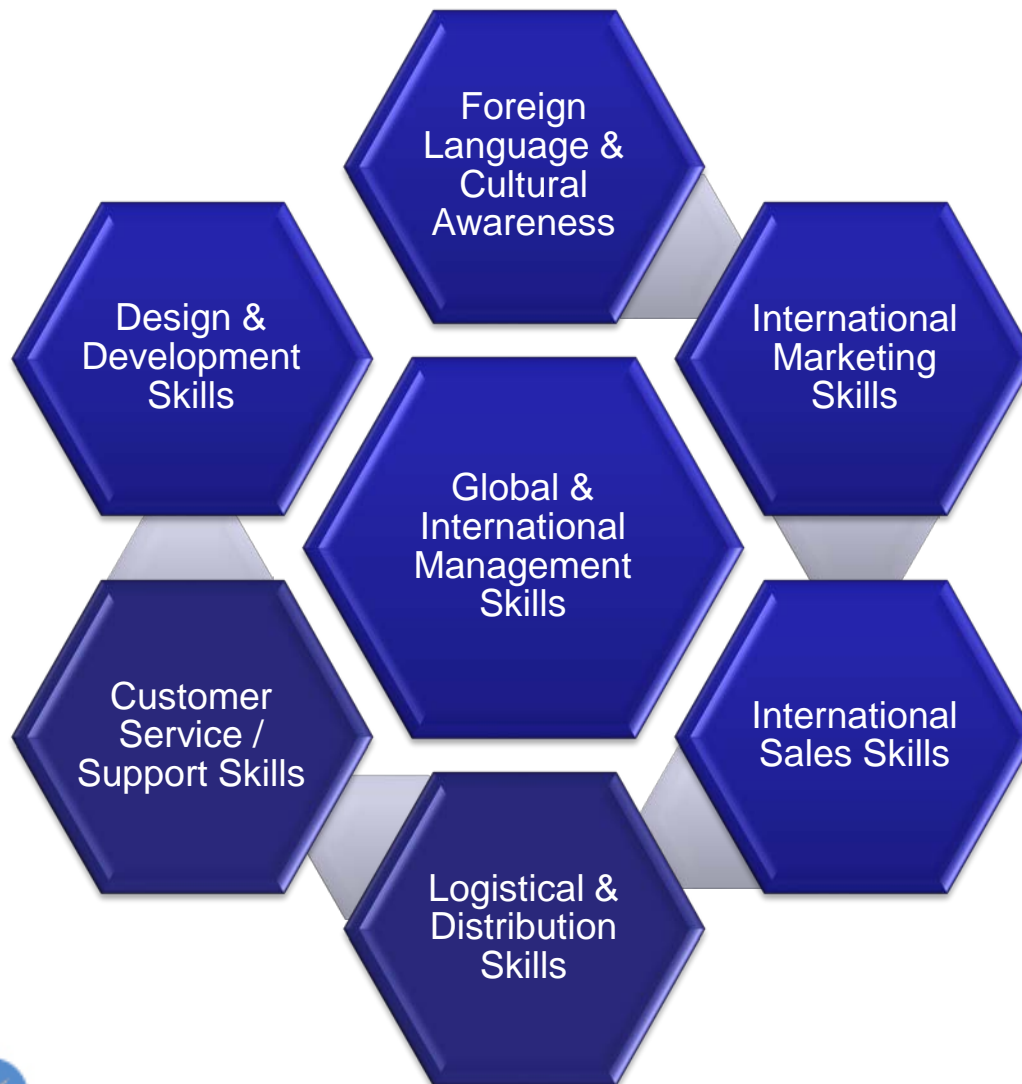 Foreign
Language &
Cultural
Awareness
Design &
Development
Skills
International
Marketing
Skills
Global &
International
Management
Skills
Customer
Service /
Support Skills
International
Sales Skills
Logistical &
Distribution
Skills